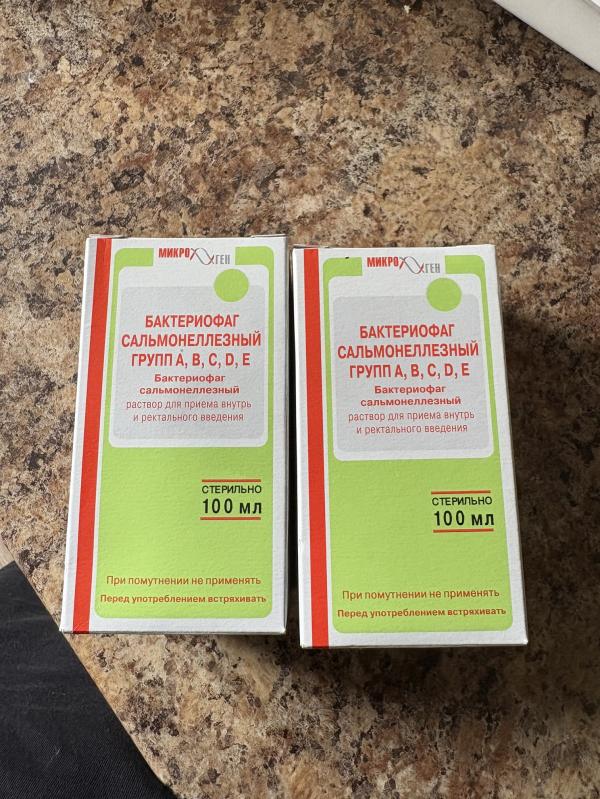 МИКРОГЕН
БАКТЕРИОФАГ
САЛЬМОНЕЛЛЕЗНЫЙ
ГРУПП A, B, C, D, E
Бактериофаг
сальмонеллезный
раствор для приема внутрь
и ректального введения
СТЕРИЛЬНО
100 мл
При помутнении не применять
Перед употреблением встряхивать
МИКРОГЕН
БАКТЕРИОФАГ
САЛЬМОНЕЛЛЕЗНЫЙ
ГРУПП A, B, C, D, E
Бактериофаг
сальмонеллезный
раствор для приема внутрь
и ректального введения
СТЕРИЛЬНО
100 мл
При помутнении не применять
Перед употреблением встряхивать